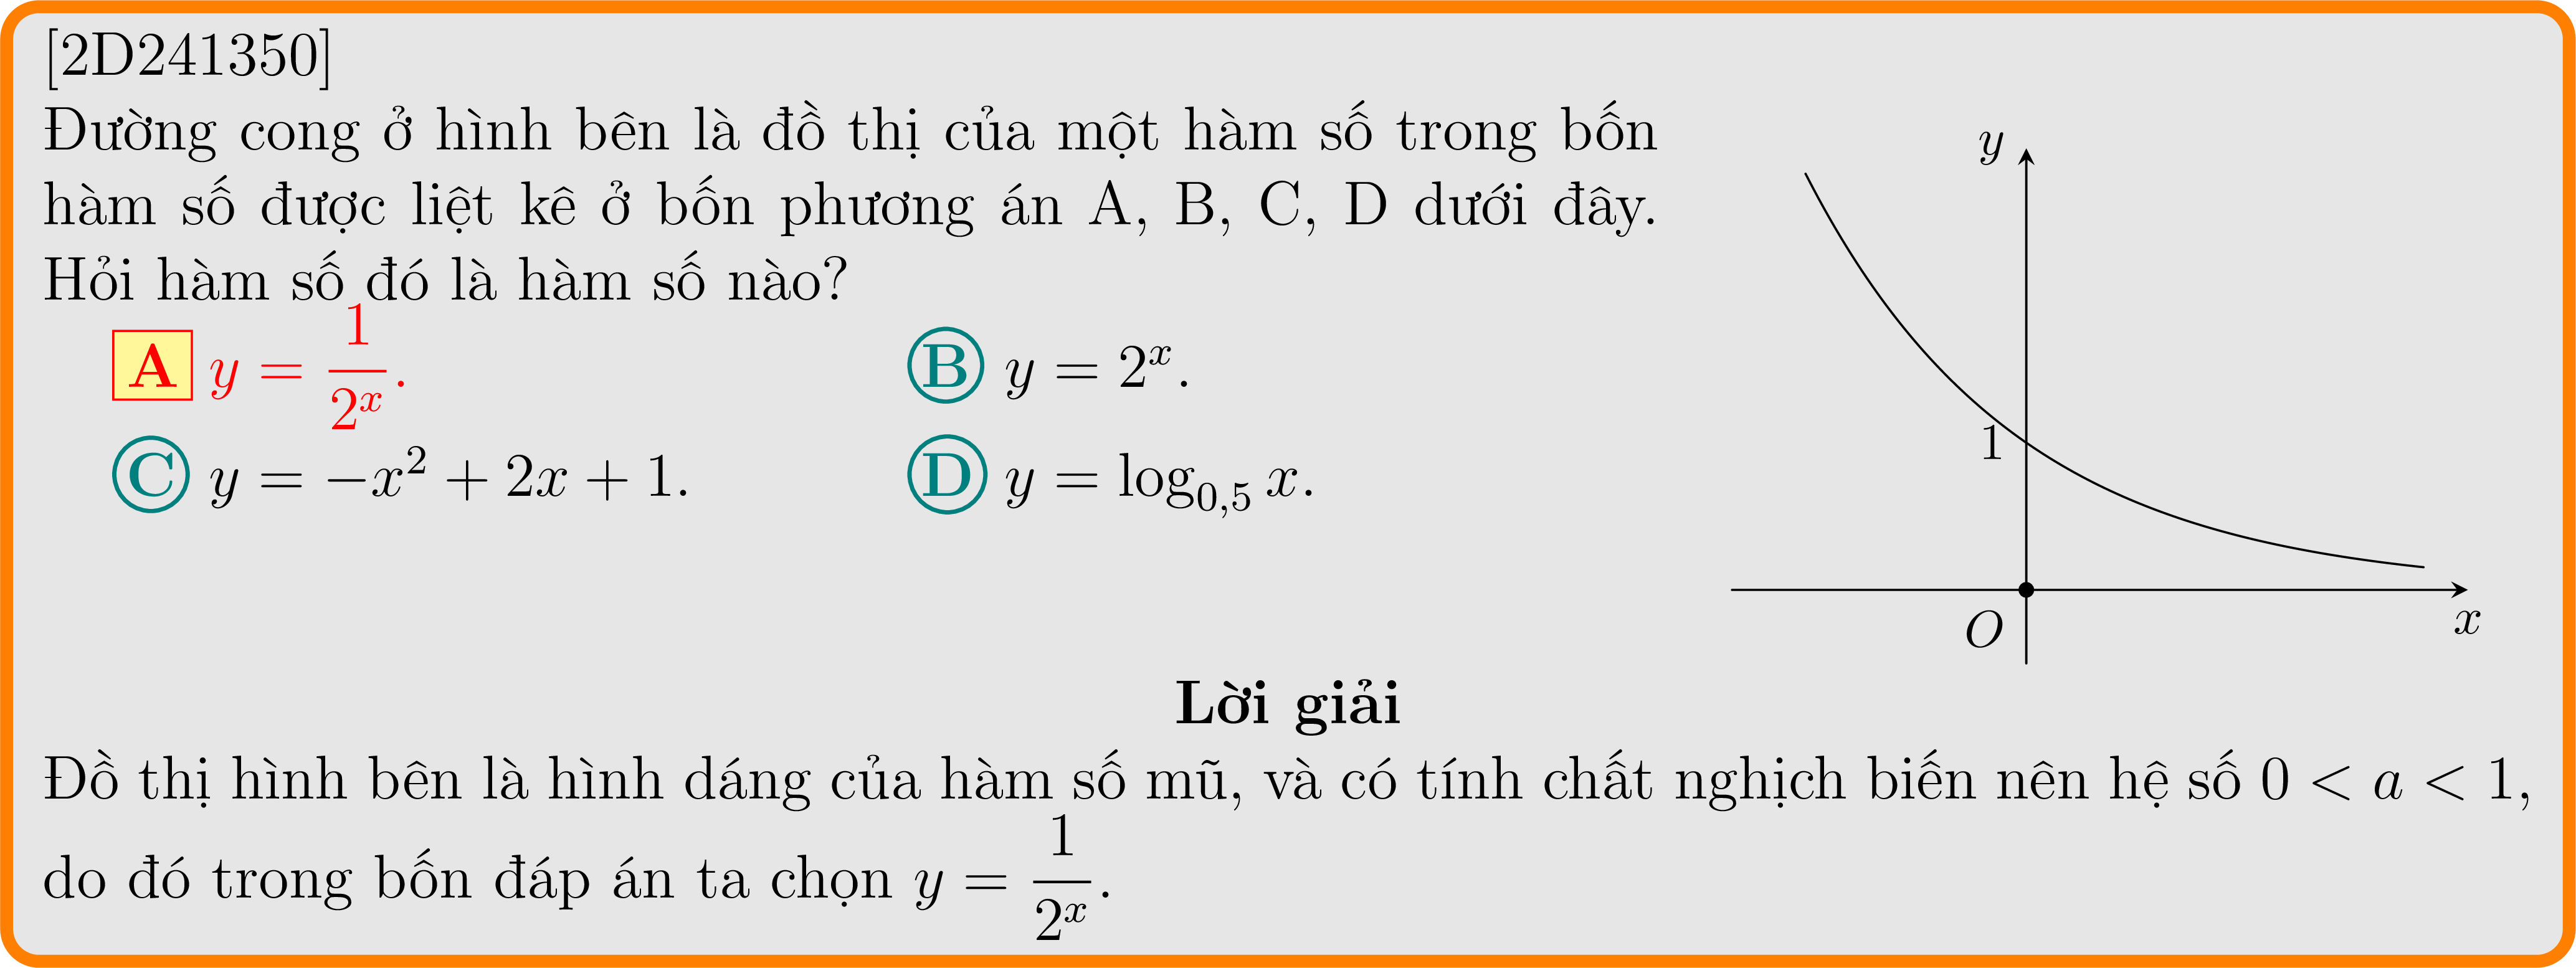 [2D241350]
Đường cong ở hình bên là đồ thị của một hàm số trong bốn
hàm số được liệt kê ở bốn phương án A, B, C, D dưới đây.
Hỏi hàm số đó là hàm số nào?
A y = \frac{1}{2^x}. B y = 2^x.
C y = −x^2 + 2x + 1. D y = \log_{0,5} x.
y
1
O
x
Lời giải
Đồ thị hình bên là hình dáng của hàm số mũ, và có tính chất nghịch biến nên hệ số 0 < a < 1,
do đó trong bốn đáp án ta chọn y = \frac{1}{2^x}.